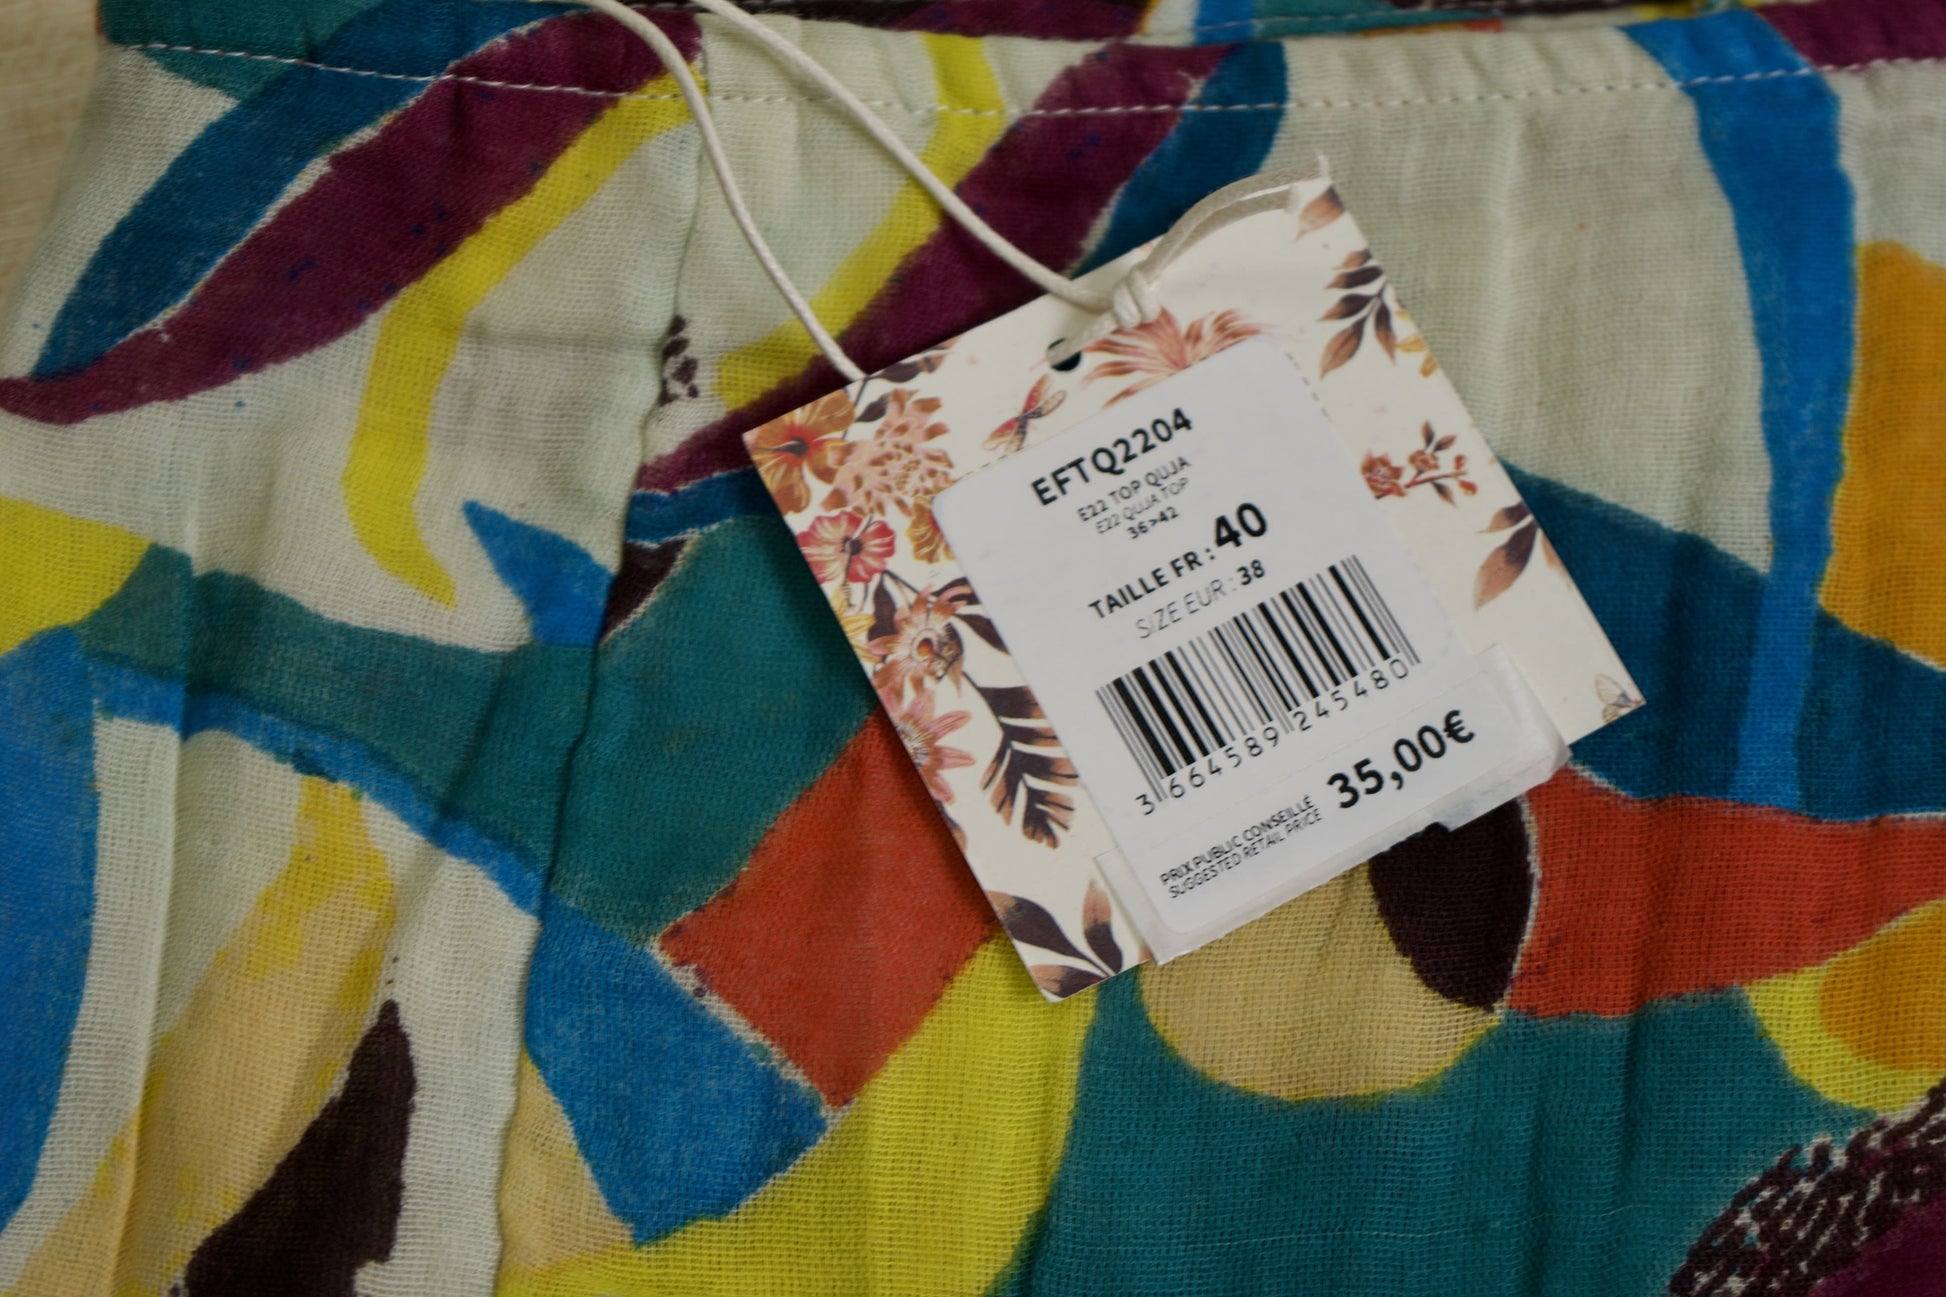 EFTQ2204
E22 TOP QUJA
E22 QUJA TOP
36>42
TAILLE FR : 40
SIZE EUR : 38
3 664589 245480
35,00€
PRIX PUBLIC CONSEILLÉ
SUGGESTED RETAIL PRICE